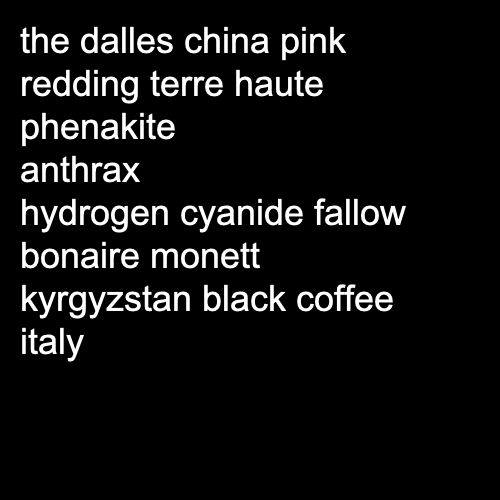 the dalles china pink
redding terre haute
phenakite
anthrax
hydrogen cyanide fallow
bonaire monett
kyrgyzstan black coffee
italy